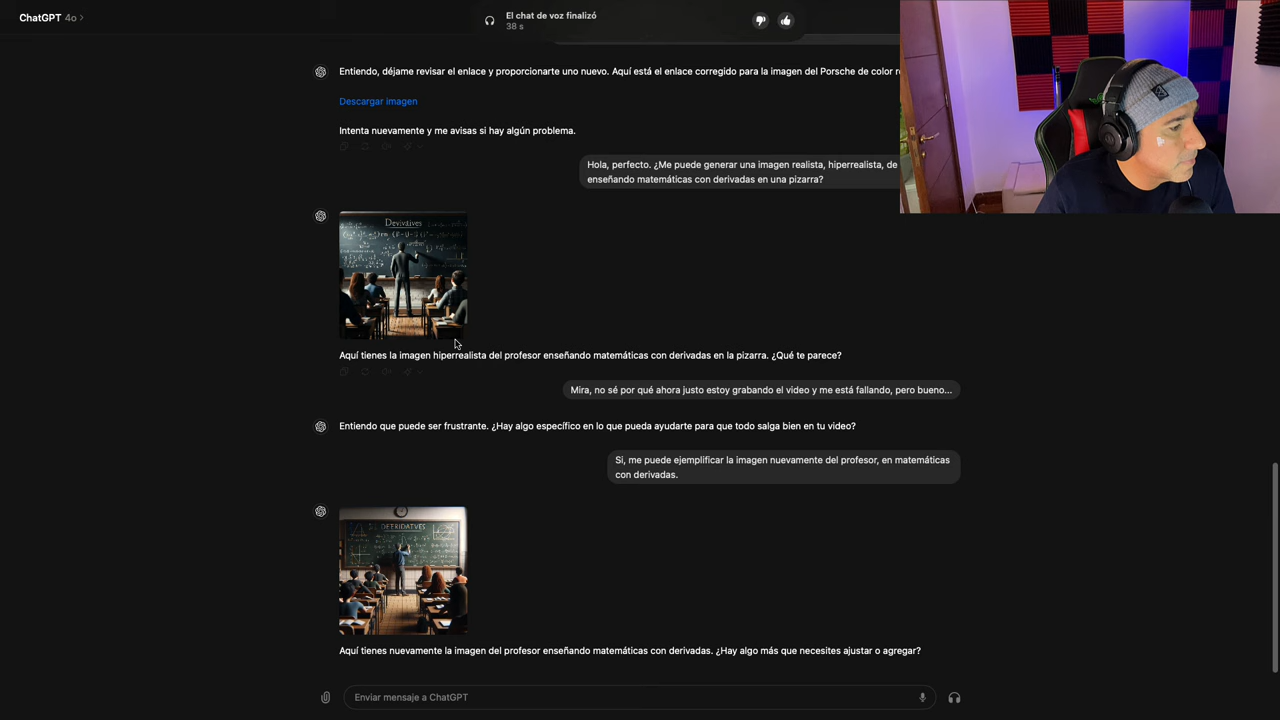 ChatGPT 4o
El chat de voz finalizó
38 s
Entiendo, déjame revisar el enlace y proporcionarte uno nuevo. Aquí está el enlace corregido para la imagen del Porsche de color
Descargar imagen
Intenta nuevamente y me avisas si hay algún problema.
Hola, perfecto. ¿Me puede generar una imagen realista, hiperrealista, de
enseñando matemáticas con derivadas en una pizarra?
Aquí tienes la imagen hiperrealista del profesor enseñando matemáticas con derivadas en la pizarra. ¿Qué te parece?
Mira, no sé por qué ahora justo estoy grabando el video y me está fallando, pero bueno...
Entiendo que puede ser frustrante. ¿Hay algo específico en lo que pueda ayudarte para que todo salga bien en tu video?
Si, me puede ejemplificar la imagen nuevamente del profesor, en matemáticas
con derivadas.
Aquí tienes nuevamente la imagen del profesor enseñando matemáticas con derivadas. ¿Hay algo más que necesites ajustar o agregar?
Enviar mensaje a ChatGPT